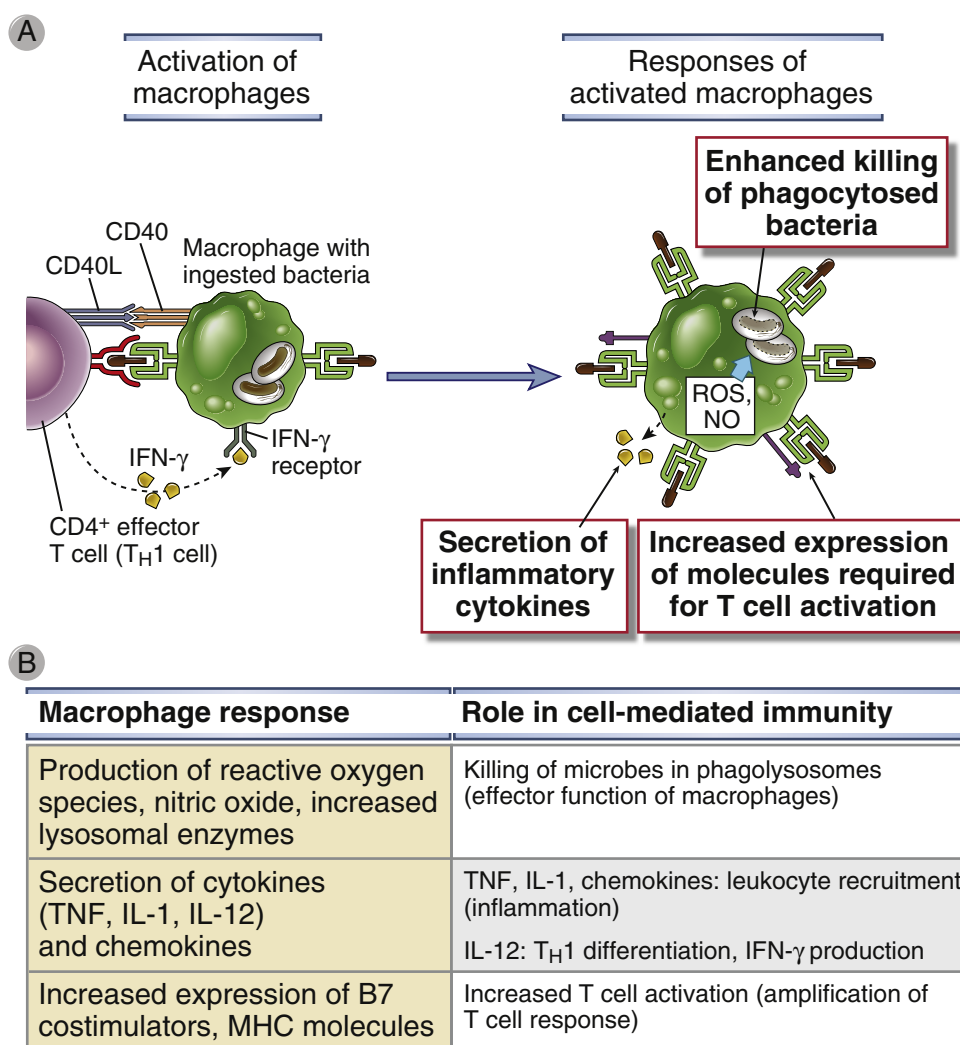 A
Activation of
macrophages
Responses of
activated macrophages
Enhanced killing
of phagocytosed
bacteria
CD40
CD40L
Macrophage with
ingested bacteria
ROS,
NO
IFN-γ
IFN-γ
receptor
CD4+ effector
T cell (TH1 cell)
Secretion of
inflammatory
cytokines
Increased expression
of molecules required
for T cell activation
B
Macrophage response
Role in cell-mediated immunity
Production of reactive oxygen
species, nitric oxide, increased
lysosomal enzymes
Killing of microbes in phagolysosomes
(effector function of macrophages)
Secretion of cytokines
(TNF, IL-1, IL-12)
and chemokines
TNF, IL-1, chemokines: leukocyte recruitment
(inflammation)
IL-12: TH1 differentiation, IFN-γ production
Increased expression of B7
costimulators, MHC molecules
Increased T cell activation (amplification of
T cell response)